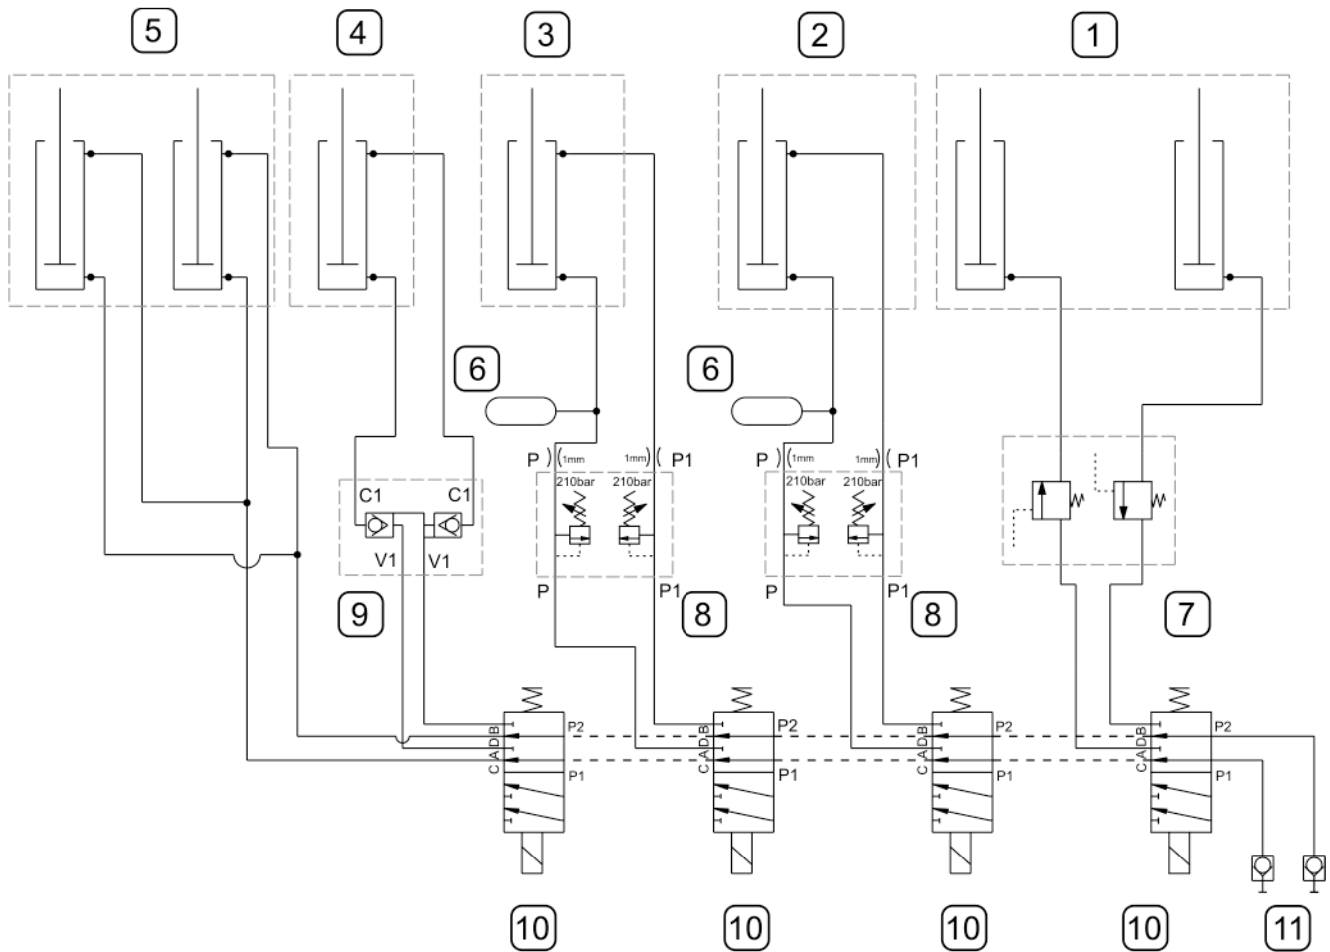 5 4 3 2 1
6 6
P 1mm 1mm P1 P 1mm 1mm P1
210bar 210bar 210bar 210bar
C1 C1
V1 V1
P P1 P P1
9 8 8 7
C A D B P2 C A D B P2 C A D B P2 C A D B P2
P1 P1 P1 P1
10 10 10 10 11